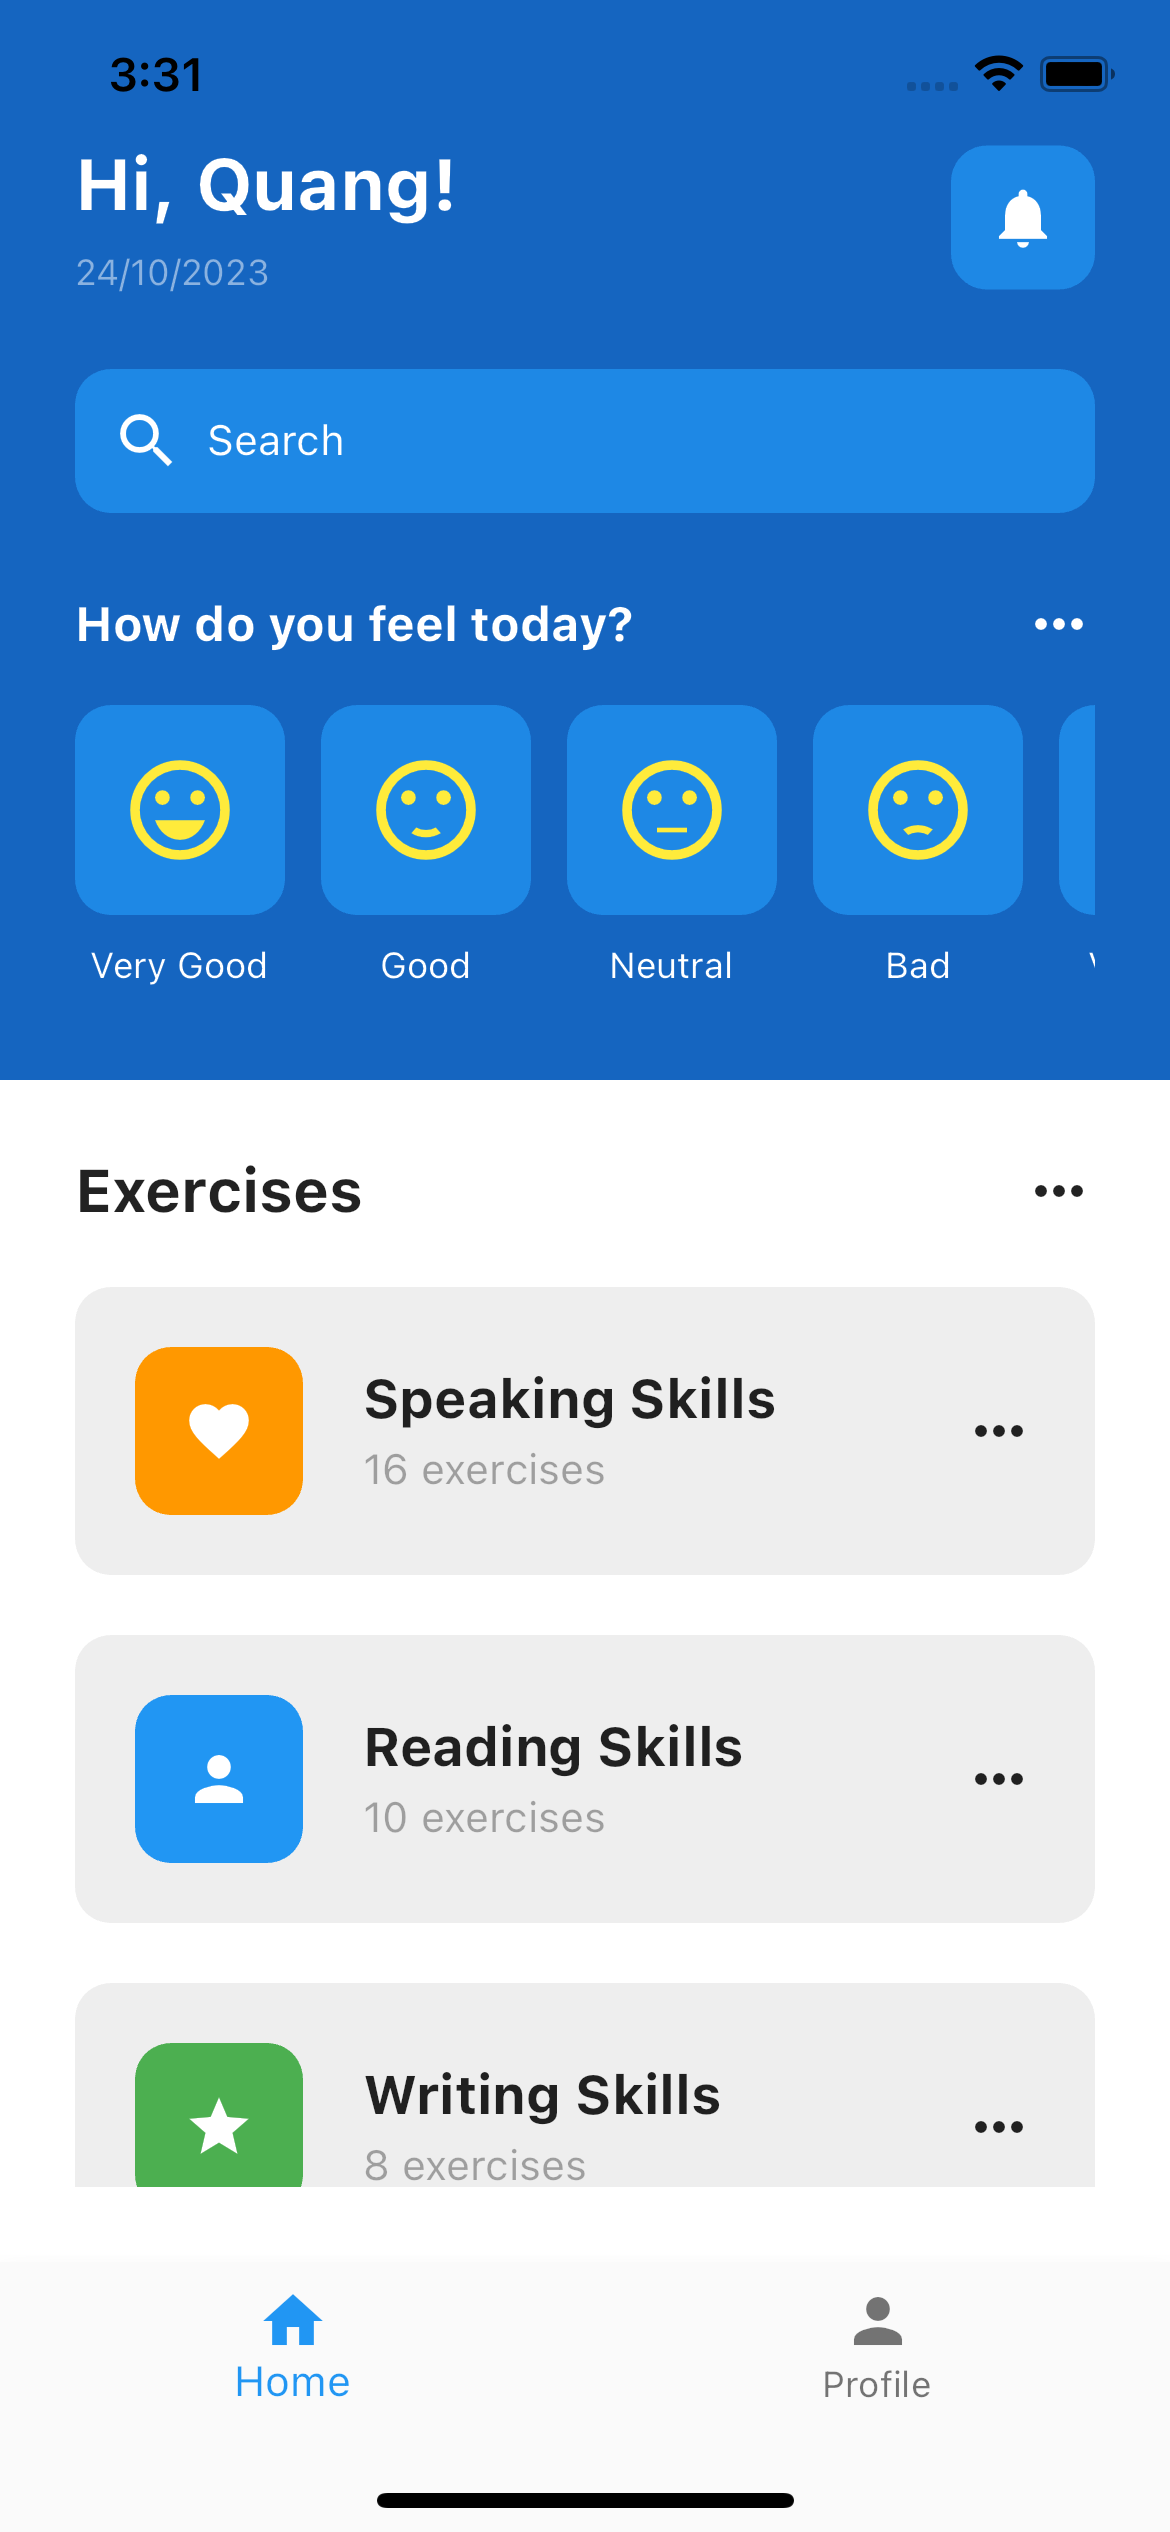 3:31
Hi, Quang!
24/10/2023
Search
How do you feel today?
Very Good
Good
Neutral
Bad
Exercises
Speaking Skills
16 exercises
Reading Skills
10 exercises
Writing Skills
8 exercises
Home
Profile